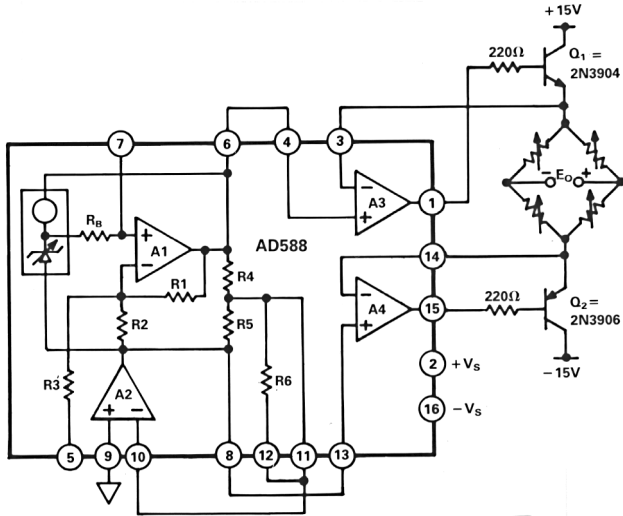 +15V
220Ω
Q1 =
2N3904
7
6
4
3
− EO +
A3
−
+
1
RB
+
−
A1
AD588
R1
R4
14
R2
R5
−
+
A4
15
220Ω
Q2 =
2N3906
R3
R6
2 +VS
−15V
A2
+ −
16 −VS
5
9
10
8
12
11
13